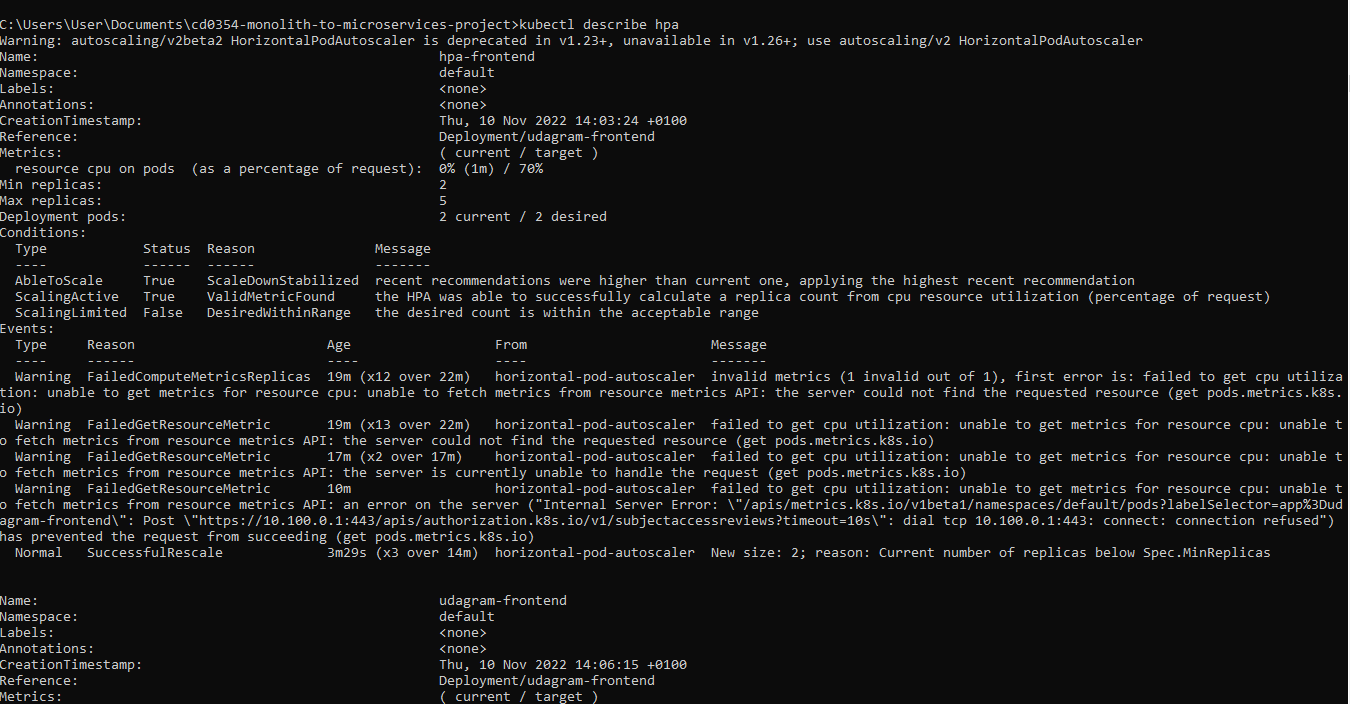 C:\Users\User\Documents\cd0354-monolith-to-microservices-project>kubectl describe hpa
Warning: autoscaling/v2beta2 HorizontalPodAutoscaler is deprecated in v1.23+, unavailable in v1.26+; use autoscaling/v2 HorizontalPodAutoscaler
Name: hpa-frontend
Namespace: default
Labels: <none>
Annotations: <none>
CreationTimestamp: Thu, 10 Nov 2022 14:03:24 +0100
Reference: Deployment/udagram-frontend
Metrics: ( current / target )
  resource cpu on pods  (as a percentage of request):  0% (1m) / 70%
Min replicas: 2
Max replicas: 5
Deployment pods: 2 current / 2 desired
Conditions:
  Type            Status  Reason              Message
  ----            ------  ------              -------
  AbleToScale     True    ScaleDownStabilized  recent recommendations were higher than current one, applying the highest recent recommendation
  ScalingActive   True    ValidMetricFound    the HPA was able to successfully calculate a replica count from cpu resource utilization (percentage of request)
  ScalingLimited  False   DesiredWithinRange  the desired count is within the acceptable range
Events:
  Type     Reason                        Age                  From                       Message
  ----     ------                        ----                 ----                       -------
  Warning  FailedComputeMetricsReplicas  19m (x12 over 22m)   horizontal-pod-autoscaler  invalid metrics (1 invalid out of 1), first error is: failed to get cpu utiliza
tion: unable to get metrics for resource cpu: unable to fetch metrics from resource metrics API: the server could not find the requested resource (get pods.metrics.k8s.
io)
  Warning  FailedGetResourceMetric       19m (x13 over 22m)   horizontal-pod-autoscaler  failed to get cpu utilization: unable to get metrics for resource cpu: unable t
o fetch metrics from resource metrics API: the server could not find the requested resource (get pods.metrics.k8s.io)
  Warning  FailedGetResourceMetric       17m (x2 over 17m)    horizontal-pod-autoscaler  failed to get cpu utilization: unable to get metrics for resource cpu: unable t
o fetch metrics from resource metrics API: the server is currently unable to handle the request (get pods.metrics.k8s.io)
  Warning  FailedGetResourceMetric       10m                  horizontal-pod-autoscaler  failed to get cpu utilization: unable to get metrics for resource cpu: unable t
o fetch metrics from resource metrics API: an error on the server ("Internal Server Error: \"/apis/metrics.k8s.io/v1beta1/namespaces/default/pods?labelSelector=app%3Dud
agram-frontend\": Post \"https://10.100.0.1:443/apis/authorization.k8s.io/v1/subjectaccessreviews?timeout=10s\": dial tcp 10.100.0.1:443: connect: connection refused")
has prevented the request from succeeding (get pods.metrics.k8s.io)
  Normal   SuccessfulRescale             3m29s (x3 over 14m)  horizontal-pod-autoscaler  New size: 2; reason: Current number of replicas below Spec.MinReplicas
Name: udagram-frontend
Namespace: default
Labels: <none>
Annotations: <none>
CreationTimestamp: Thu, 10 Nov 2022 14:06:15 +0100
Reference: Deployment/udagram-frontend
Metrics: ( current / target )